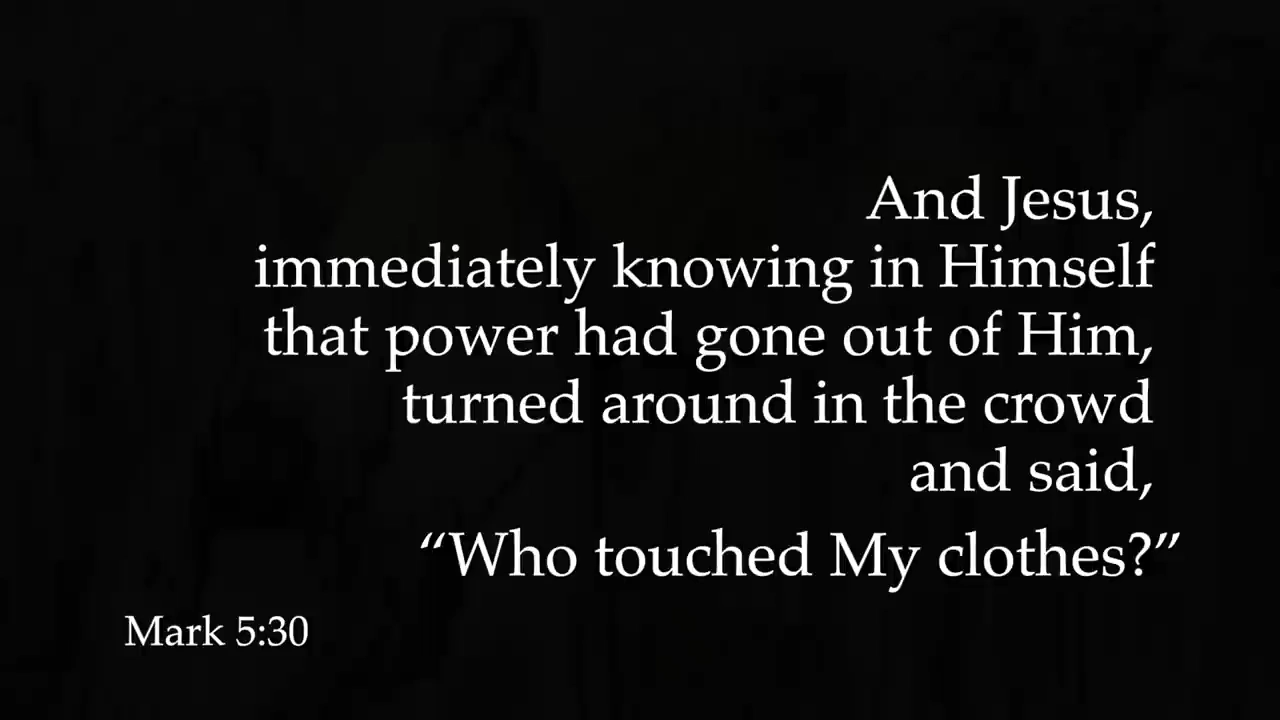 And Jesus,
immediately knowing in Himself
that power had gone out of Him,
turned around in the crowd
and said,
“Who touched My clothes?”
Mark 5:30